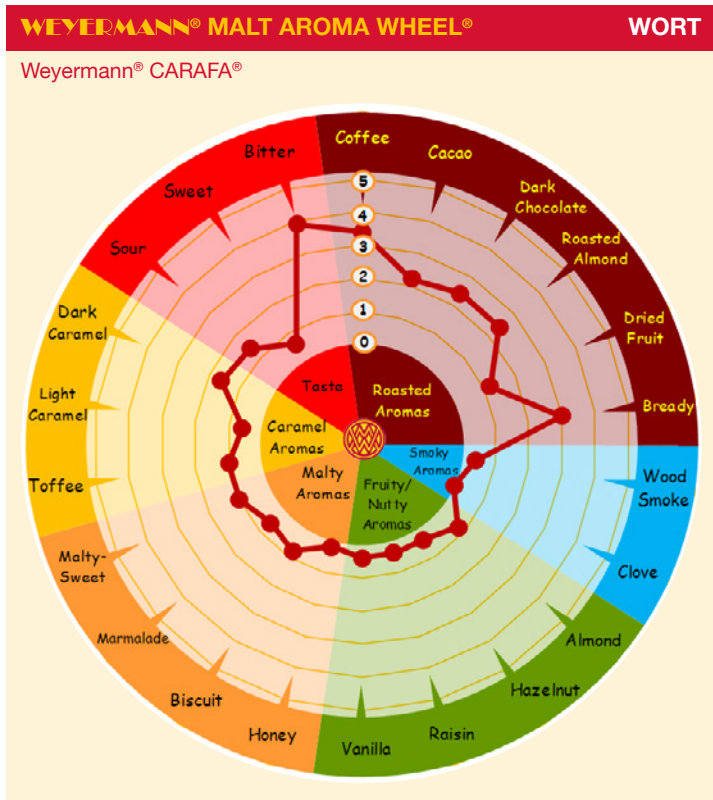 WEYERMANN® MALT AROMA WHEEL®
WORT
Weyermann® CARAFA®
Coffee
Cacao
Dark
Chocolate
Roasted
Almond
Dried
Fruit
Bready
Wood
Smoke
Clove
Almond
Hazelnut
Raisin
Vanilla
Honey
Biscuit
Marmalade
Malty-
Sweet
Toffee
Light
Caramel
Dark
Caramel
Sour
Sweet
Bitter
5
4
3
2
1
0
Taste
Roasted
Aromas
Caramel
Aromas
Smoky
Aromas
Malty
Aromas
Fruity/
Nutty
Aromas